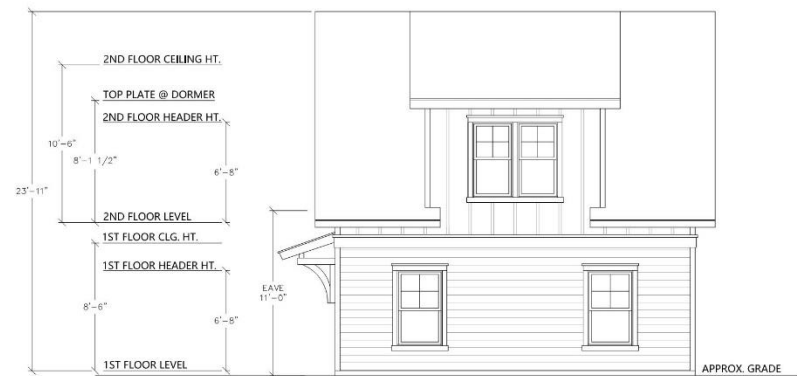 2ND FLOOR CEILING HT.
TOP PLATE @ DORMER
2ND FLOOR HEADER HT.
10'-6"
8'-1 1/2"
6'-8"
23'-11"
2ND FLOOR LEVEL
1ST FLOOR CLG. HT.
1ST FLOOR HEADER HT.
EAVE
11'-0"
8'-6"
6'-8"
1ST FLOOR LEVEL
APPROX. GRADE